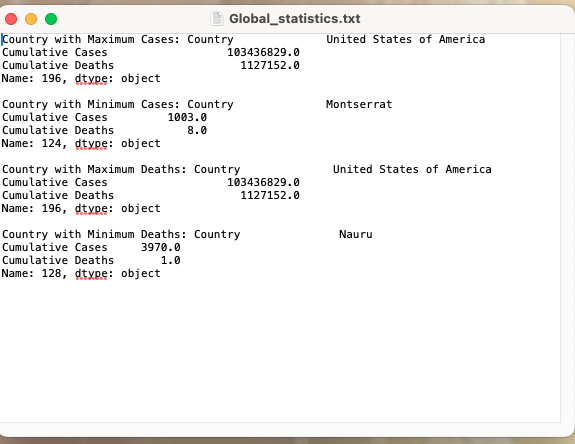 Global_statistics.txt
Country with Maximum Cases: Country              United States of America
Cumulative Cases                  103436829.0
Cumulative Deaths                   1127152.0
Name: 196, dtype: object

Country with Minimum Cases: Country              Montserrat
Cumulative Cases         1003.0
Cumulative Deaths           8.0
Name: 124, dtype: object

Country with Maximum Deaths: Country              United States of America
Cumulative Cases                  103436829.0
Cumulative Deaths                   1127152.0
Name: 196, dtype: object

Country with Minimum Deaths: Country               Nauru
Cumulative Cases     3970.0
Cumulative Deaths       1.0
Name: 128, dtype: object